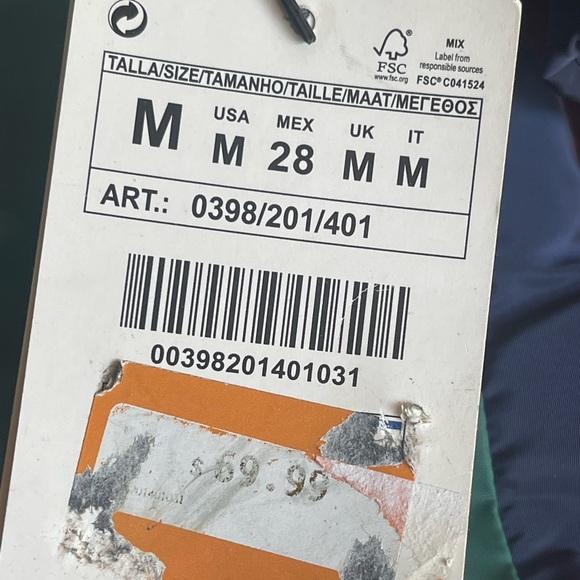 FSC®
www.fsc.org
MIX
Label from
responsible sources
FSC® C041524
TALLA/SIZE/TAMANHO/TAILLE/MAAT/ΜΕΓΕΘΟΣ
M
USA
M
MEX
28
UK
M
IT
M
ART.: 0398/201/401
00398201401031
$ 69.99